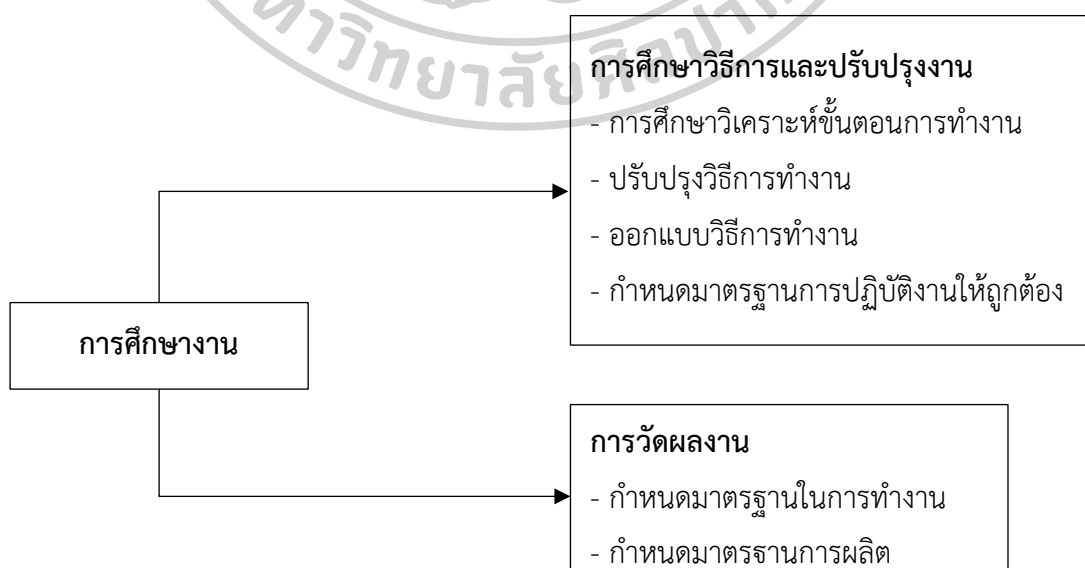 การศึกษาวิธีการและปรับปรุงงาน
- การศึกษาวิเคราะห์ขั้นตอนการทำงาน
- ปรับปรุงวิธีการทำงาน
- ออกแบบวิธีการทำงาน
- กำหนดมาตรฐานการปฏิบัติงานให้ถูกต้อง
การศึกษางาน
การวัดผลงาน
- กำหนดมาตรฐานในการทำงาน
- กำหนดมาตรฐานการผลิต